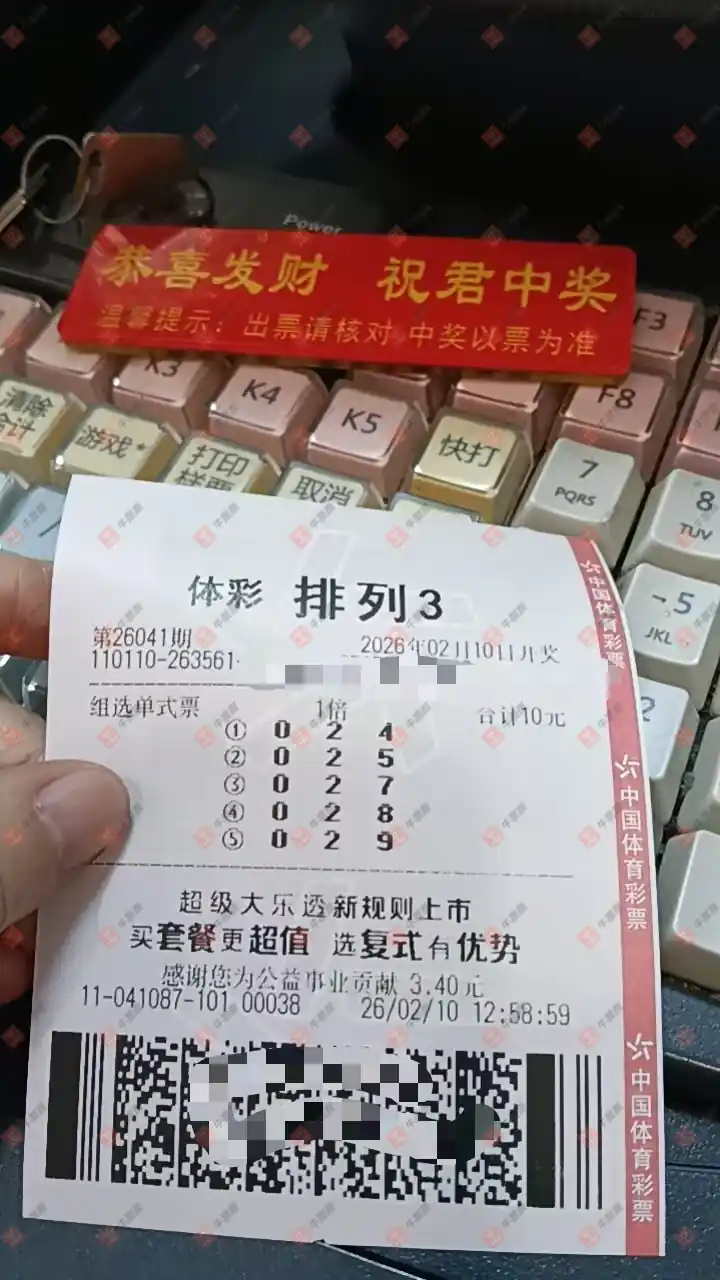 Power
恭喜发财 祝君中奖
温馨提示：出票请核对 中奖以票为准
F3
K3
K4
K5
F8
清除
合计
游戏
打印
样票
取消
快打
7
PQRS
8
TUV
5
JKL
2
体彩 排列3
第26041期 2026年02月10日开奖
110110-263561-
组选单式票 1倍 合计10元
① 0 2 4
② 0 2 5
③ 0 2 7
④ 0 2 8
⑤ 0 2 9
超级大乐透新规则上市
买套餐更超值 选复式有优势
感谢您为公益事业贡献 3.40元
11-041087-101 00038 26/02/10 12:58:59
中国体育彩票
中国体育彩票
中国体育彩票